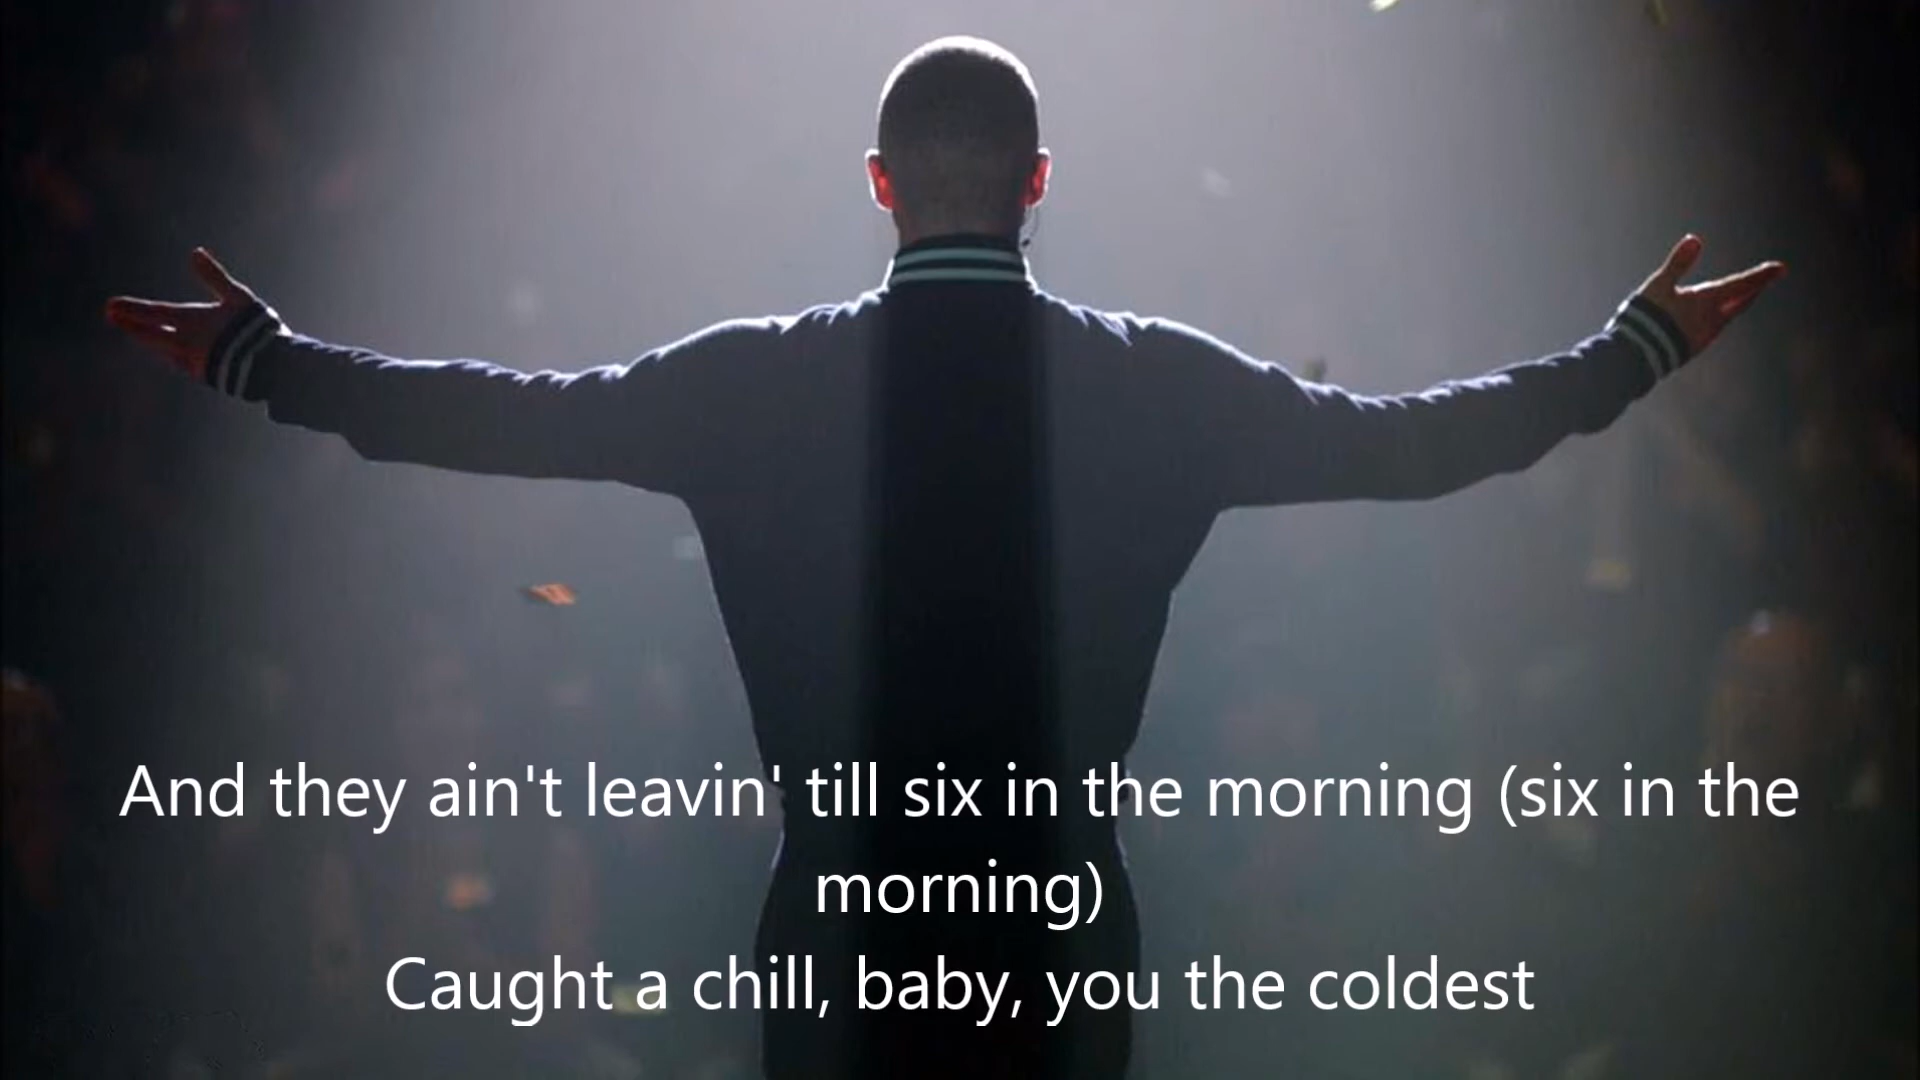 And they ain't leavin' till six in the morning (six in the
morning)
Caught a chill, baby, you the coldest